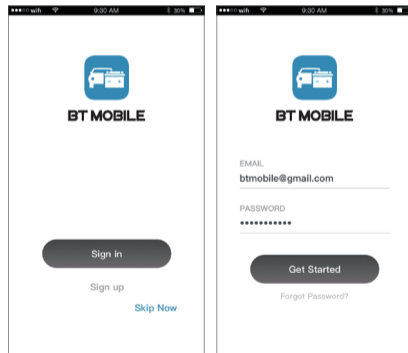 wifi 9:30 AM 30%
BT MOBILE
Sign in
Sign up
Skip Now
wifi 9:30 AM 30%
BT MOBILE
EMAIL
btmobile@gmail.com
PASSWORD
Get Started
Forgot Password?